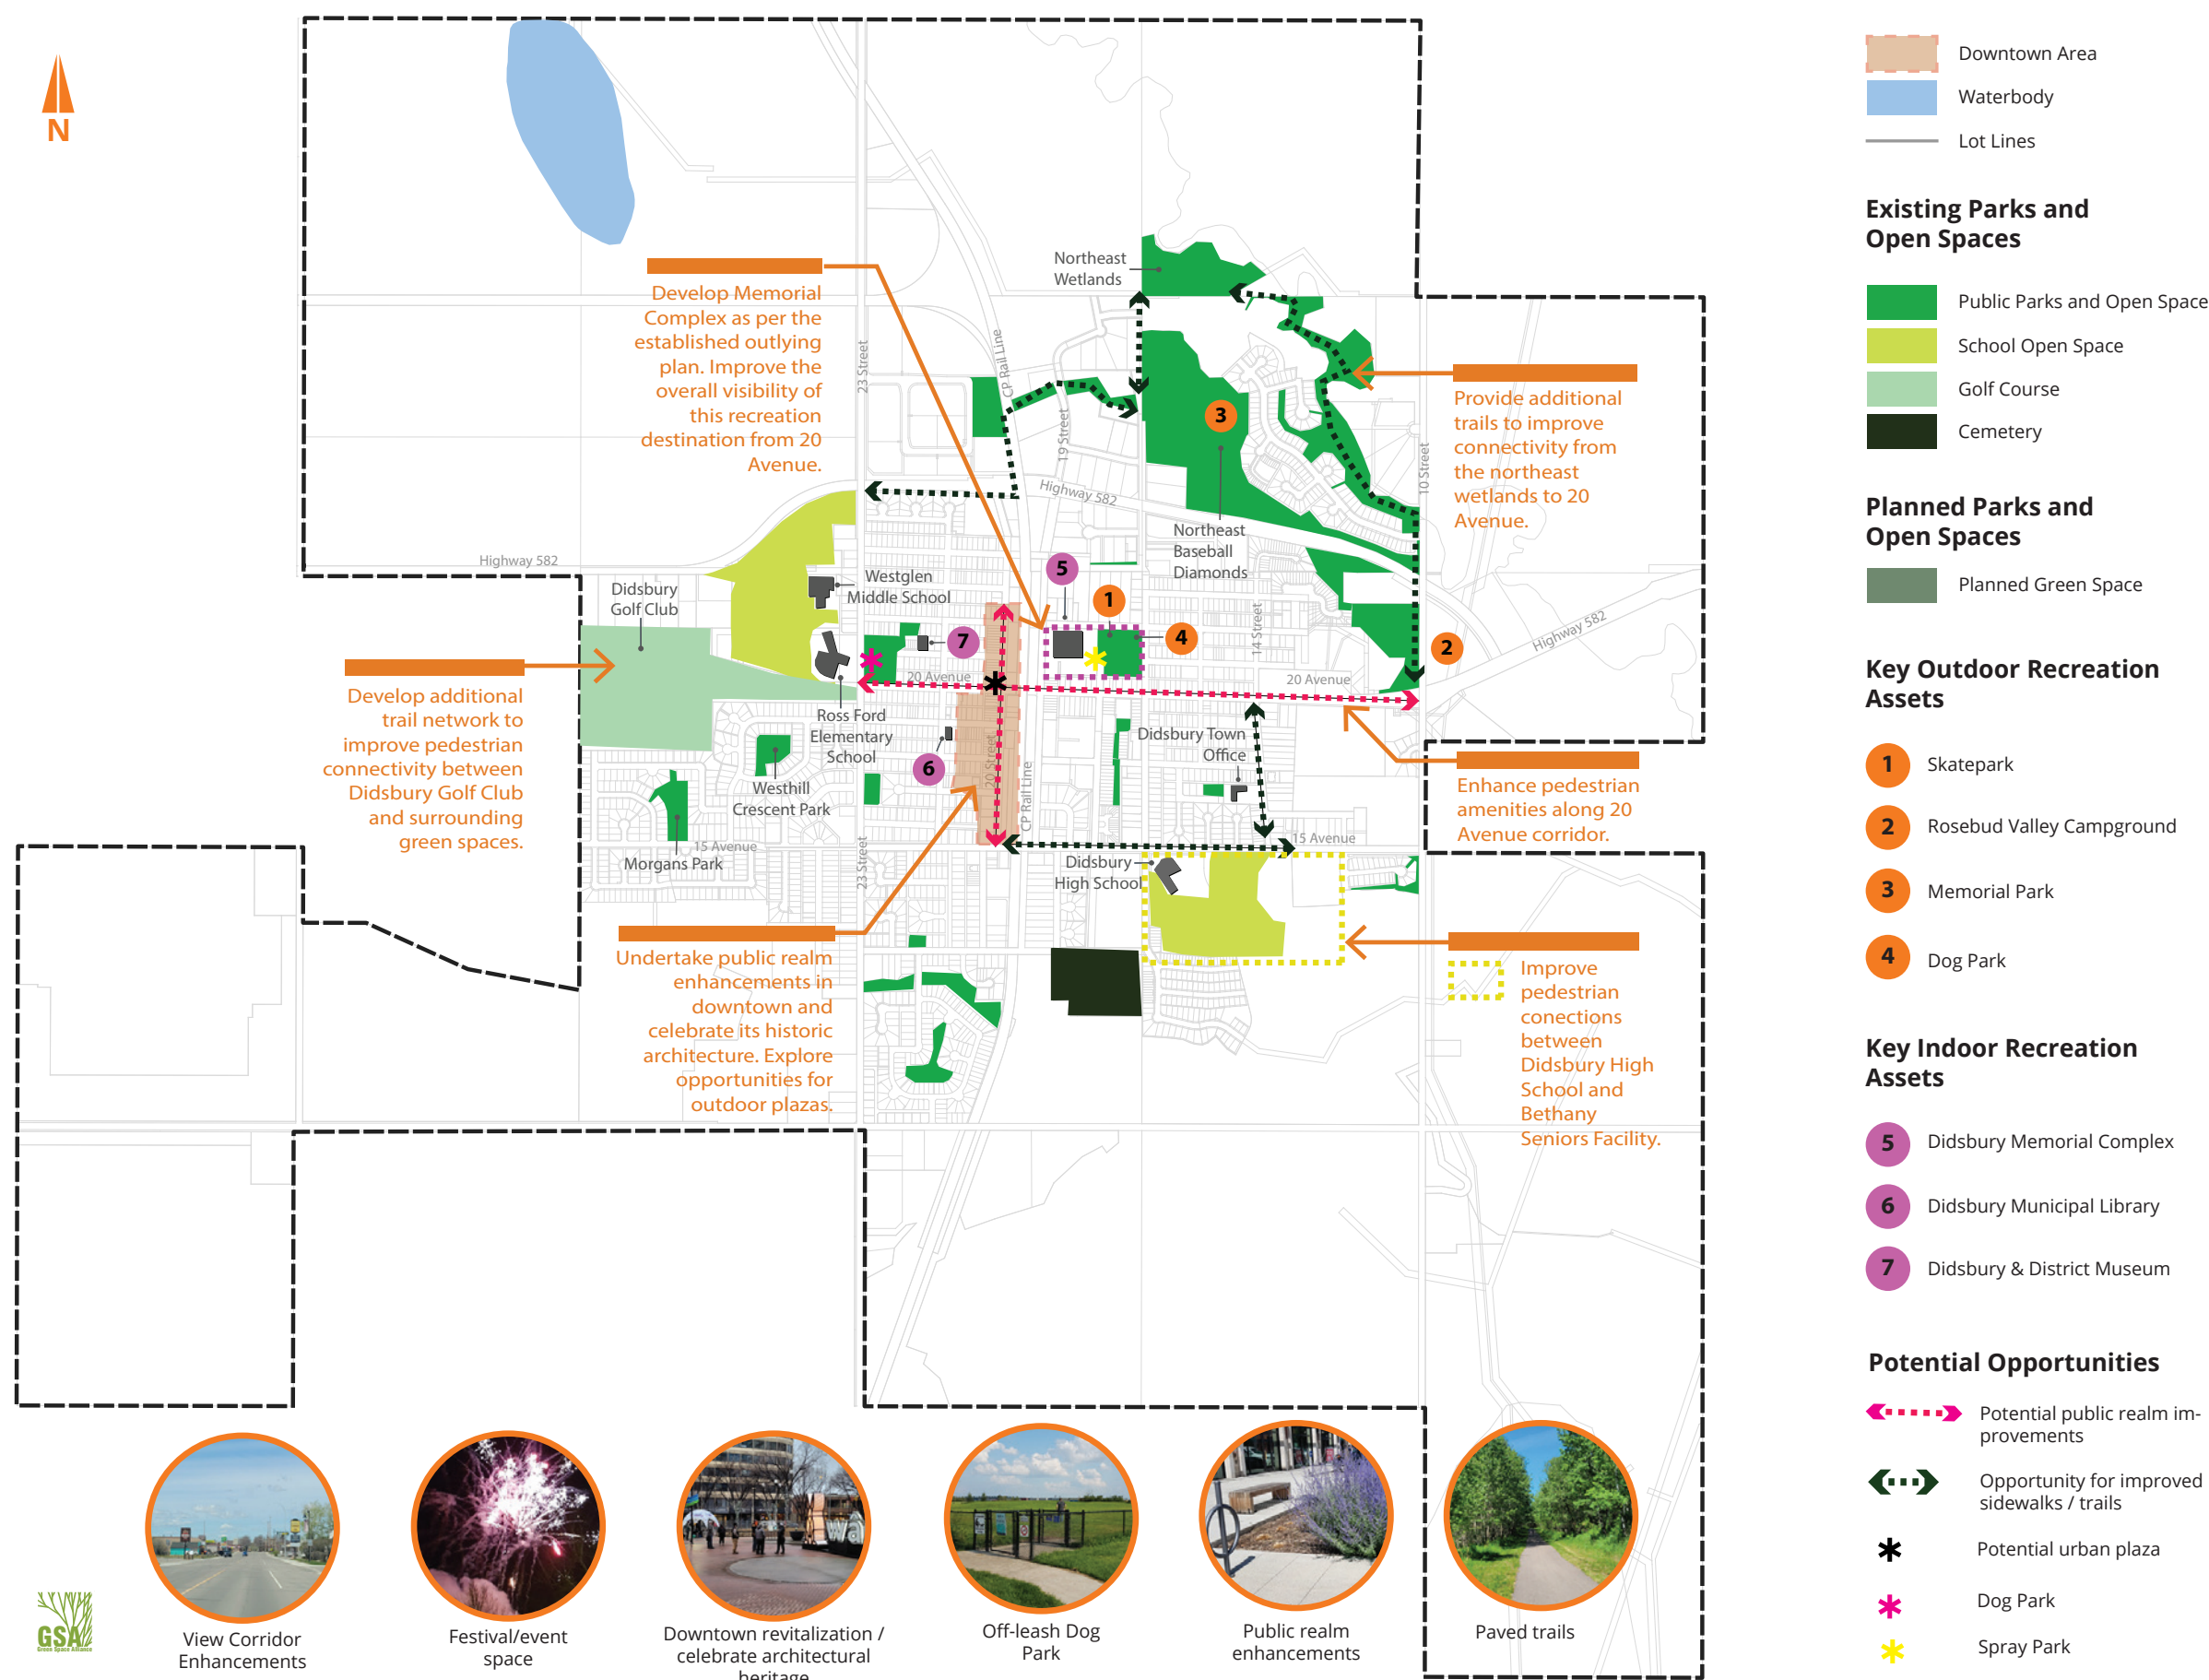 N
Develop Memorial
Complex as per the
established outlying
plan. Improve the
overall visibility of
this recreation
destination from 20
Avenue.
Northeast
Wetlands
CP Rail Line
23 Street
19 Street
3
Provide additional
trails to improve
connectivity from
the northeast
wetlands to 20
Avenue.
10 Street
Highway 582
Northeast
Baseball
Diamonds
Highway 582
Didsbury
Golf Club
Westglen
Middle School
5
1
7
4
2
14 Street
Highway 582
20 Avenue
20 Avenue
Develop additional
trail network to
improve pedestrian
connectivity between
Didsbury Golf Club
and surrounding
green spaces.
Ross Ford
Elementary
School
6
20 Street
CP Rail Line
Didsbury Town
Office
Westhill
Crescent Park
Enhance pedestrian
amenities along 20
Avenue corridor.
15 Avenue
15 Avenue
Morgans Park
23 Street
Didsbury
High School
Undertake public realm
enhancements in
downtown and
celebrate its historic
architecture. Explore
opportunities for
outdoor plazas.
Improve
pedestrian
conections
between
Didsbury High
School and
Bethany
Seniors Facility.
Downtown Area
Waterbody
Lot Lines
Existing Parks and
Open Spaces
Public Parks and Open Space
School Open Space
Golf Course
Cemetery
Planned Parks and
Open Spaces
Planned Green Space
Key Outdoor Recreation
Assets
1 Skatepark
2 Rosebud Valley Campground
3 Memorial Park
4 Dog Park
Key Indoor Recreation
Assets
5 Didsbury Memorial Complex
6 Didsbury Municipal Library
7 Didsbury & District Museum
Potential Opportunities
Potential public realm im-
provements
Opportunity for improved
sidewalks / trails
Potential urban plaza
Dog Park
Spray Park
GSA
Green Space Alliance
View Corridor
Enhancements
Festival/event
space
wa
Downtown revitalization /
celebrate architectural
heritage
Off-leash Dog
Park
Public realm
enhancements
Paved trails